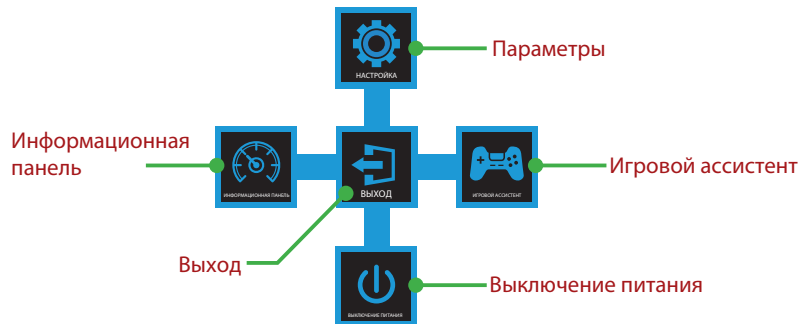 Параметры
НАСТРОЙКА
Информационная
панель
ИНФОРМАЦИОННАЯ ПАНЕЛЬ
ВЫХОД
ИГРОВОЙ АССИСТЕНТ
Игровой ассистент
Выход
Выключение питания
ВЫКЛЮЧЕНИЕ ПИТАНИЯ